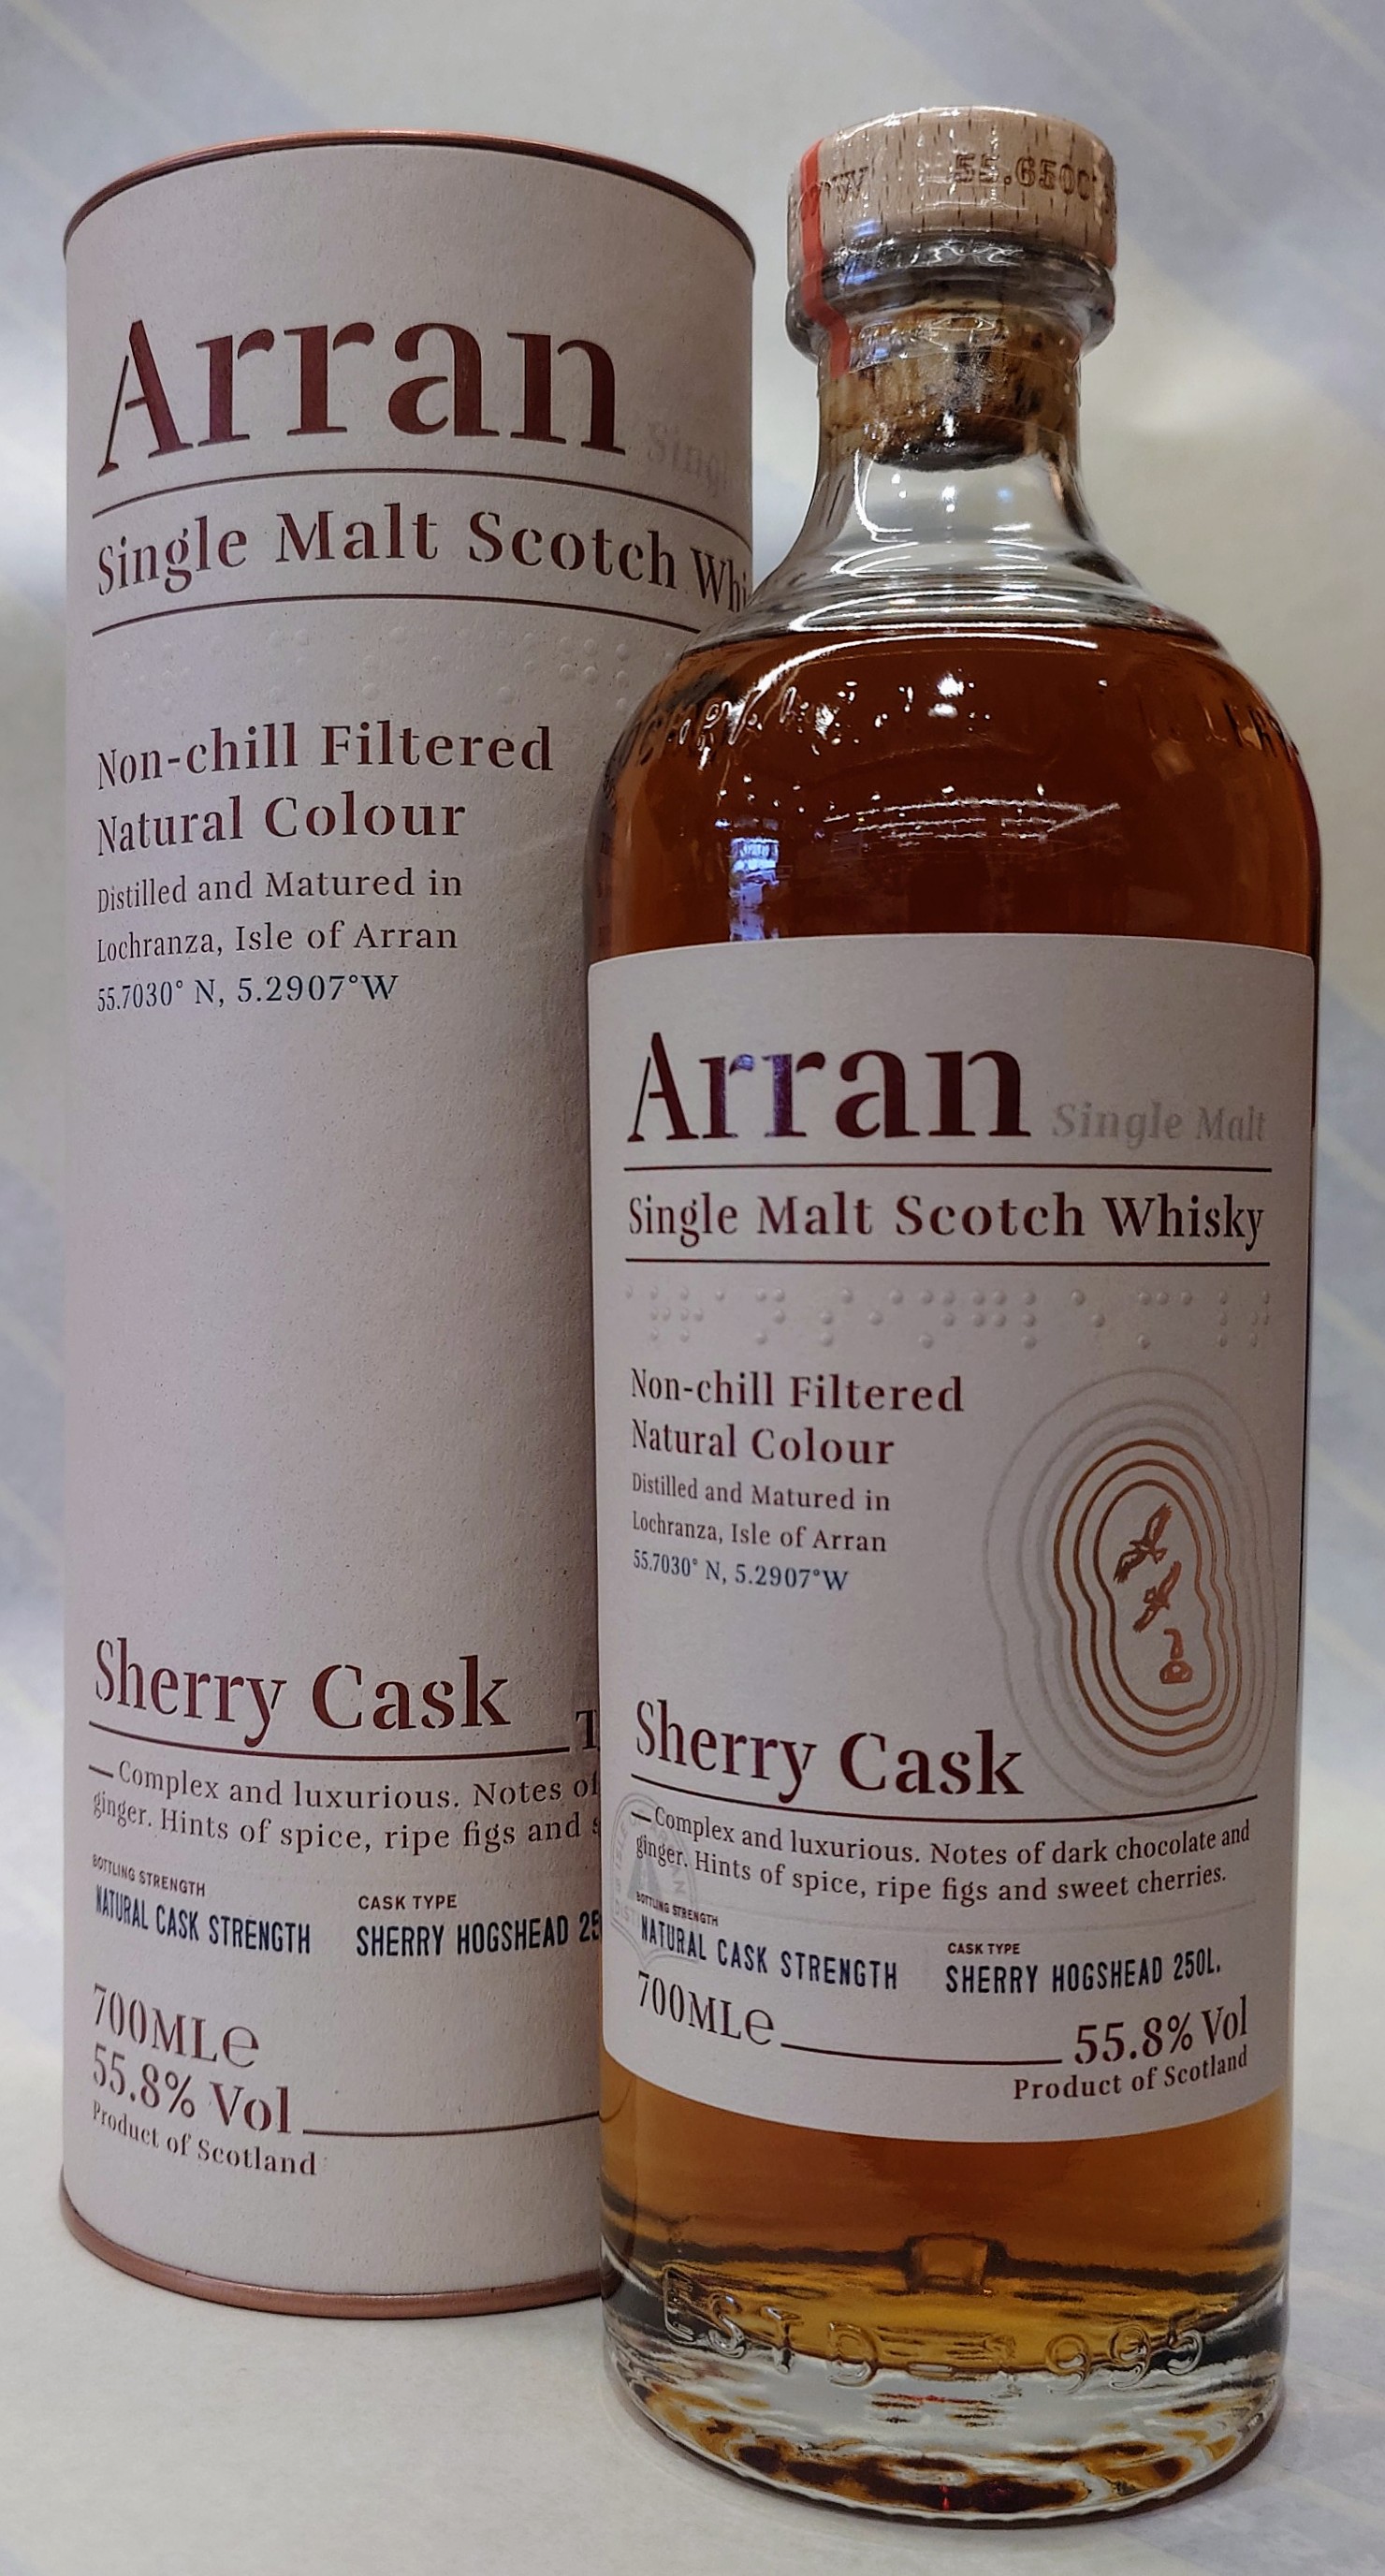 Arran
Single Malt Scotch
Non-chill Filtered
Natural Colour
Distilled and Matured in
Lochranza, Isle of Arran
55.7030° N, 5.2907°W
Sherry Cask
Complex and luxurious. Notes of
ginger. Hints of spice, ripe figs and
BOTTLING STRENGTH
NATURAL CASK STRENGTH
CASK TYPE
SHERRY HOGSHEAD
700ML℮
55.8% Vol
Product of Scotland
Arran Single Malt
Single Malt Scotch Whisky
Non-chill Filtered
Natural Colour
Distilled and Matured in
Lochranza, Isle of Arran
55.7030° N, 5.2907°W
Sherry Cask
Complex and luxurious. Notes of dark chocolate and
ginger. Hints of spice, ripe figs and sweet cherries.
BOTTLING STRENGTH
NATURAL CASK STRENGTH
CASK TYPE
SHERRY HOGSHEAD 250L.
700ML℮
55.8% Vol
Product of Scotland
ESTD 1995